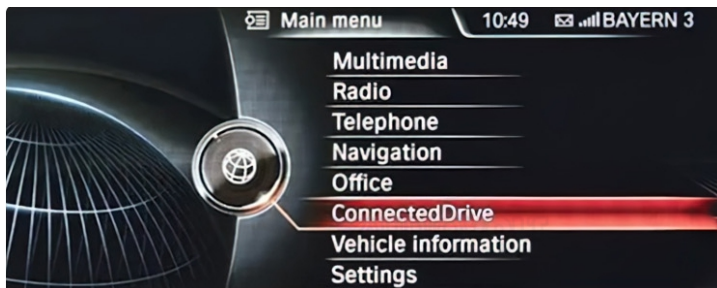 Main menu 10:49 BAYERN 3
Multimedia
Radio
Telephone
Navigation
Office
ConnectedDrive
Vehicle information
Settings